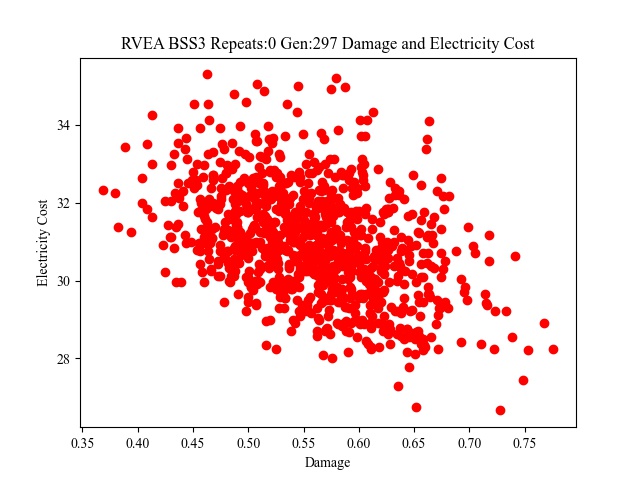 RVEA BSS3 Repeats:0 Gen:297 Damage and Electricity Cost
Electricity Cost
34
32
30
28
0.35 0.40 0.45 0.50 0.55 0.60 0.65 0.70 0.75
Damage